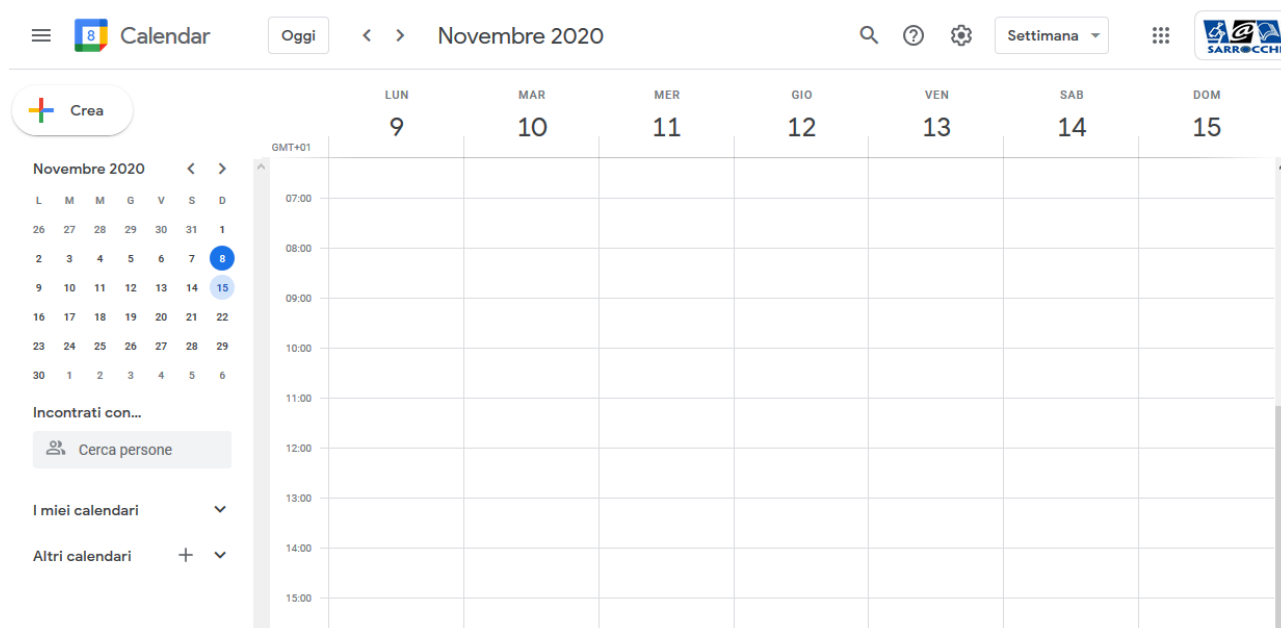 8 Calendar Oggi Novembre 2020 Settimana SARROCCHI
Crea
LUN MAR MER GIO VEN SAB DOM
9 10 11 12 13 14 15
GMT+01
Novembre 2020
L M M G V S D
26 27 28 29 30 31 1
2 3 4 5 6 7 8
9 10 11 12 13 14 15
16 17 18 19 20 21 22
23 24 25 26 27 28 29
30 1 2 3 4 5 6
Incontrati con...
Cerca persone
I miei calendari
Altri calendari
07:00
08:00
09:00
10:00
11:00
12:00
13:00
14:00
15:00